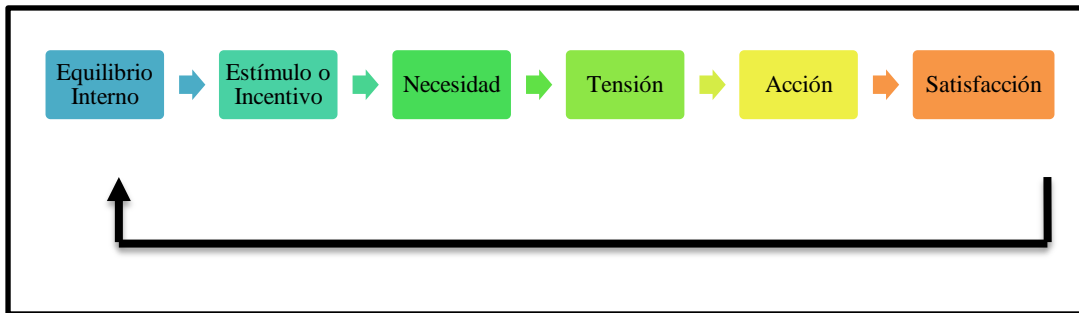 Equilibrio
Interno
Estímulo o
Incentivo
Necesidad
Tensión
Acción
Satisfacción